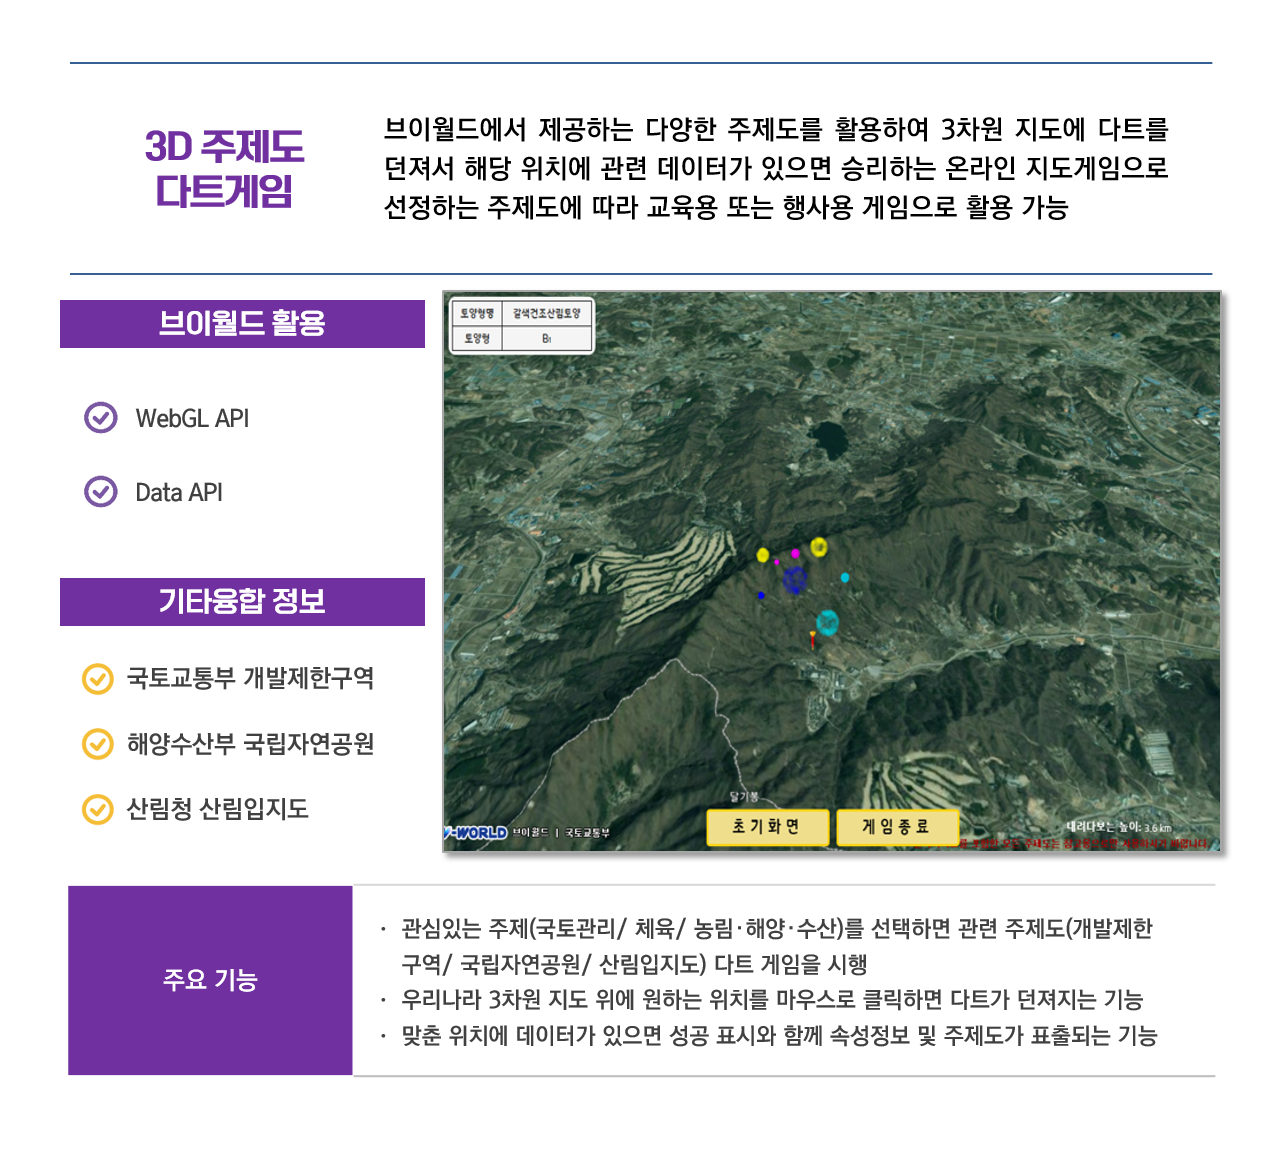 3D 주제도
다트게임
브이월드에서 제공하는 다양한 주제도를 활용하여 3차원 지도에 다트를
던져서 해당 위치에 관련 데이터가 있으면 승리하는 온라인 지도게임으로
선정하는 주제도에 따라 교육용 또는 행사용 게임으로 활용 가능
브이월드 활용
WebGL API
Data API
기타융합 정보
국토교통부 개발제한구역
해양수산부 국립자연공원
산림청 산림입지도
토양형명 갈색건조산림토양
토양형 B₁
달기봉
초기화면 게임종료
V-WORLD 브이월드 | 국토교통부
내려다보는 높이: 3.6 km
주요 기능
· 관심있는 주제(국토관리/ 체육/ 농림·해양·수산)를 선택하면 관련 주제도(개발제한
구역/ 국립자연공원/ 산림입지도) 다트 게임을 시행
· 우리나라 3차원 지도 위에 원하는 위치를 마우스로 클릭하면 다트가 던져지는 기능
· 맞춘 위치에 데이터가 있으면 성공 표시와 함께 속성정보 및 주제도가 표출되는 기능